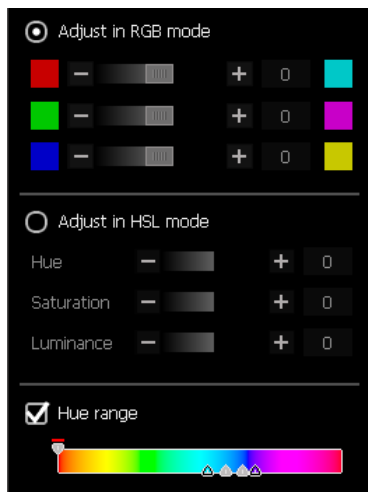 Adjust in RGB mode
− + 0
− + 0
− + 0
Adjust in HSL mode
Hue − + 0
Saturation − + 0
Luminance − + 0
Hue range